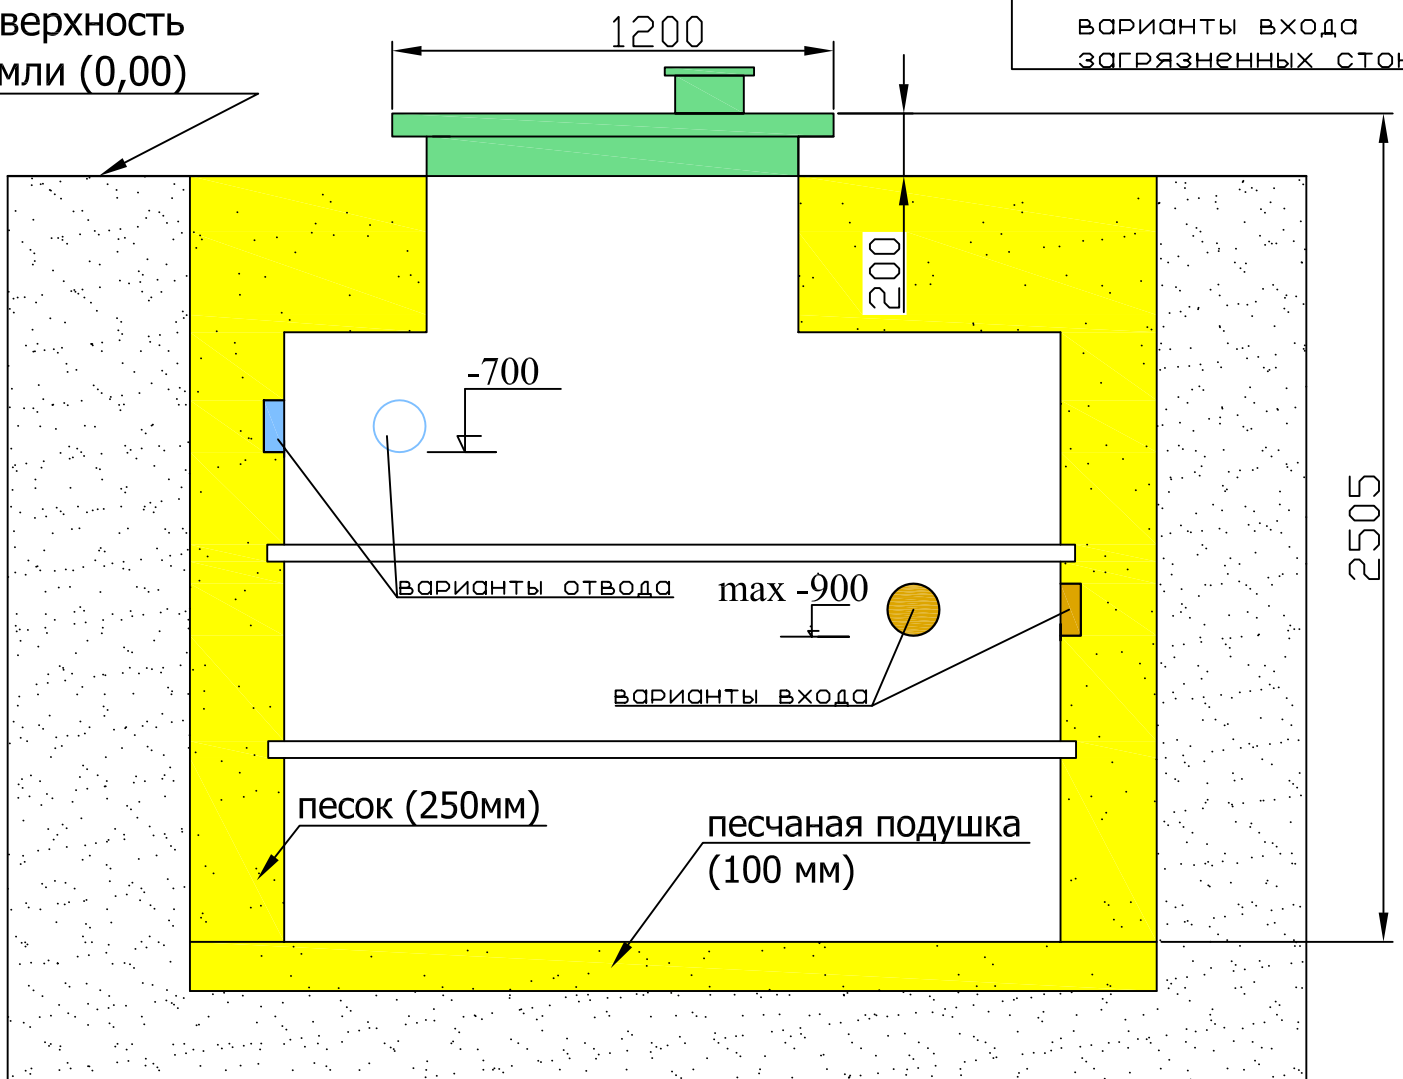 верхность
мли (0,00)
1200
варианты входа
загрязненных сток
200
-700
2505
варианты отвода
max -900
варианты входа
песок (250мм)
песчаная подушка
(100 мм)